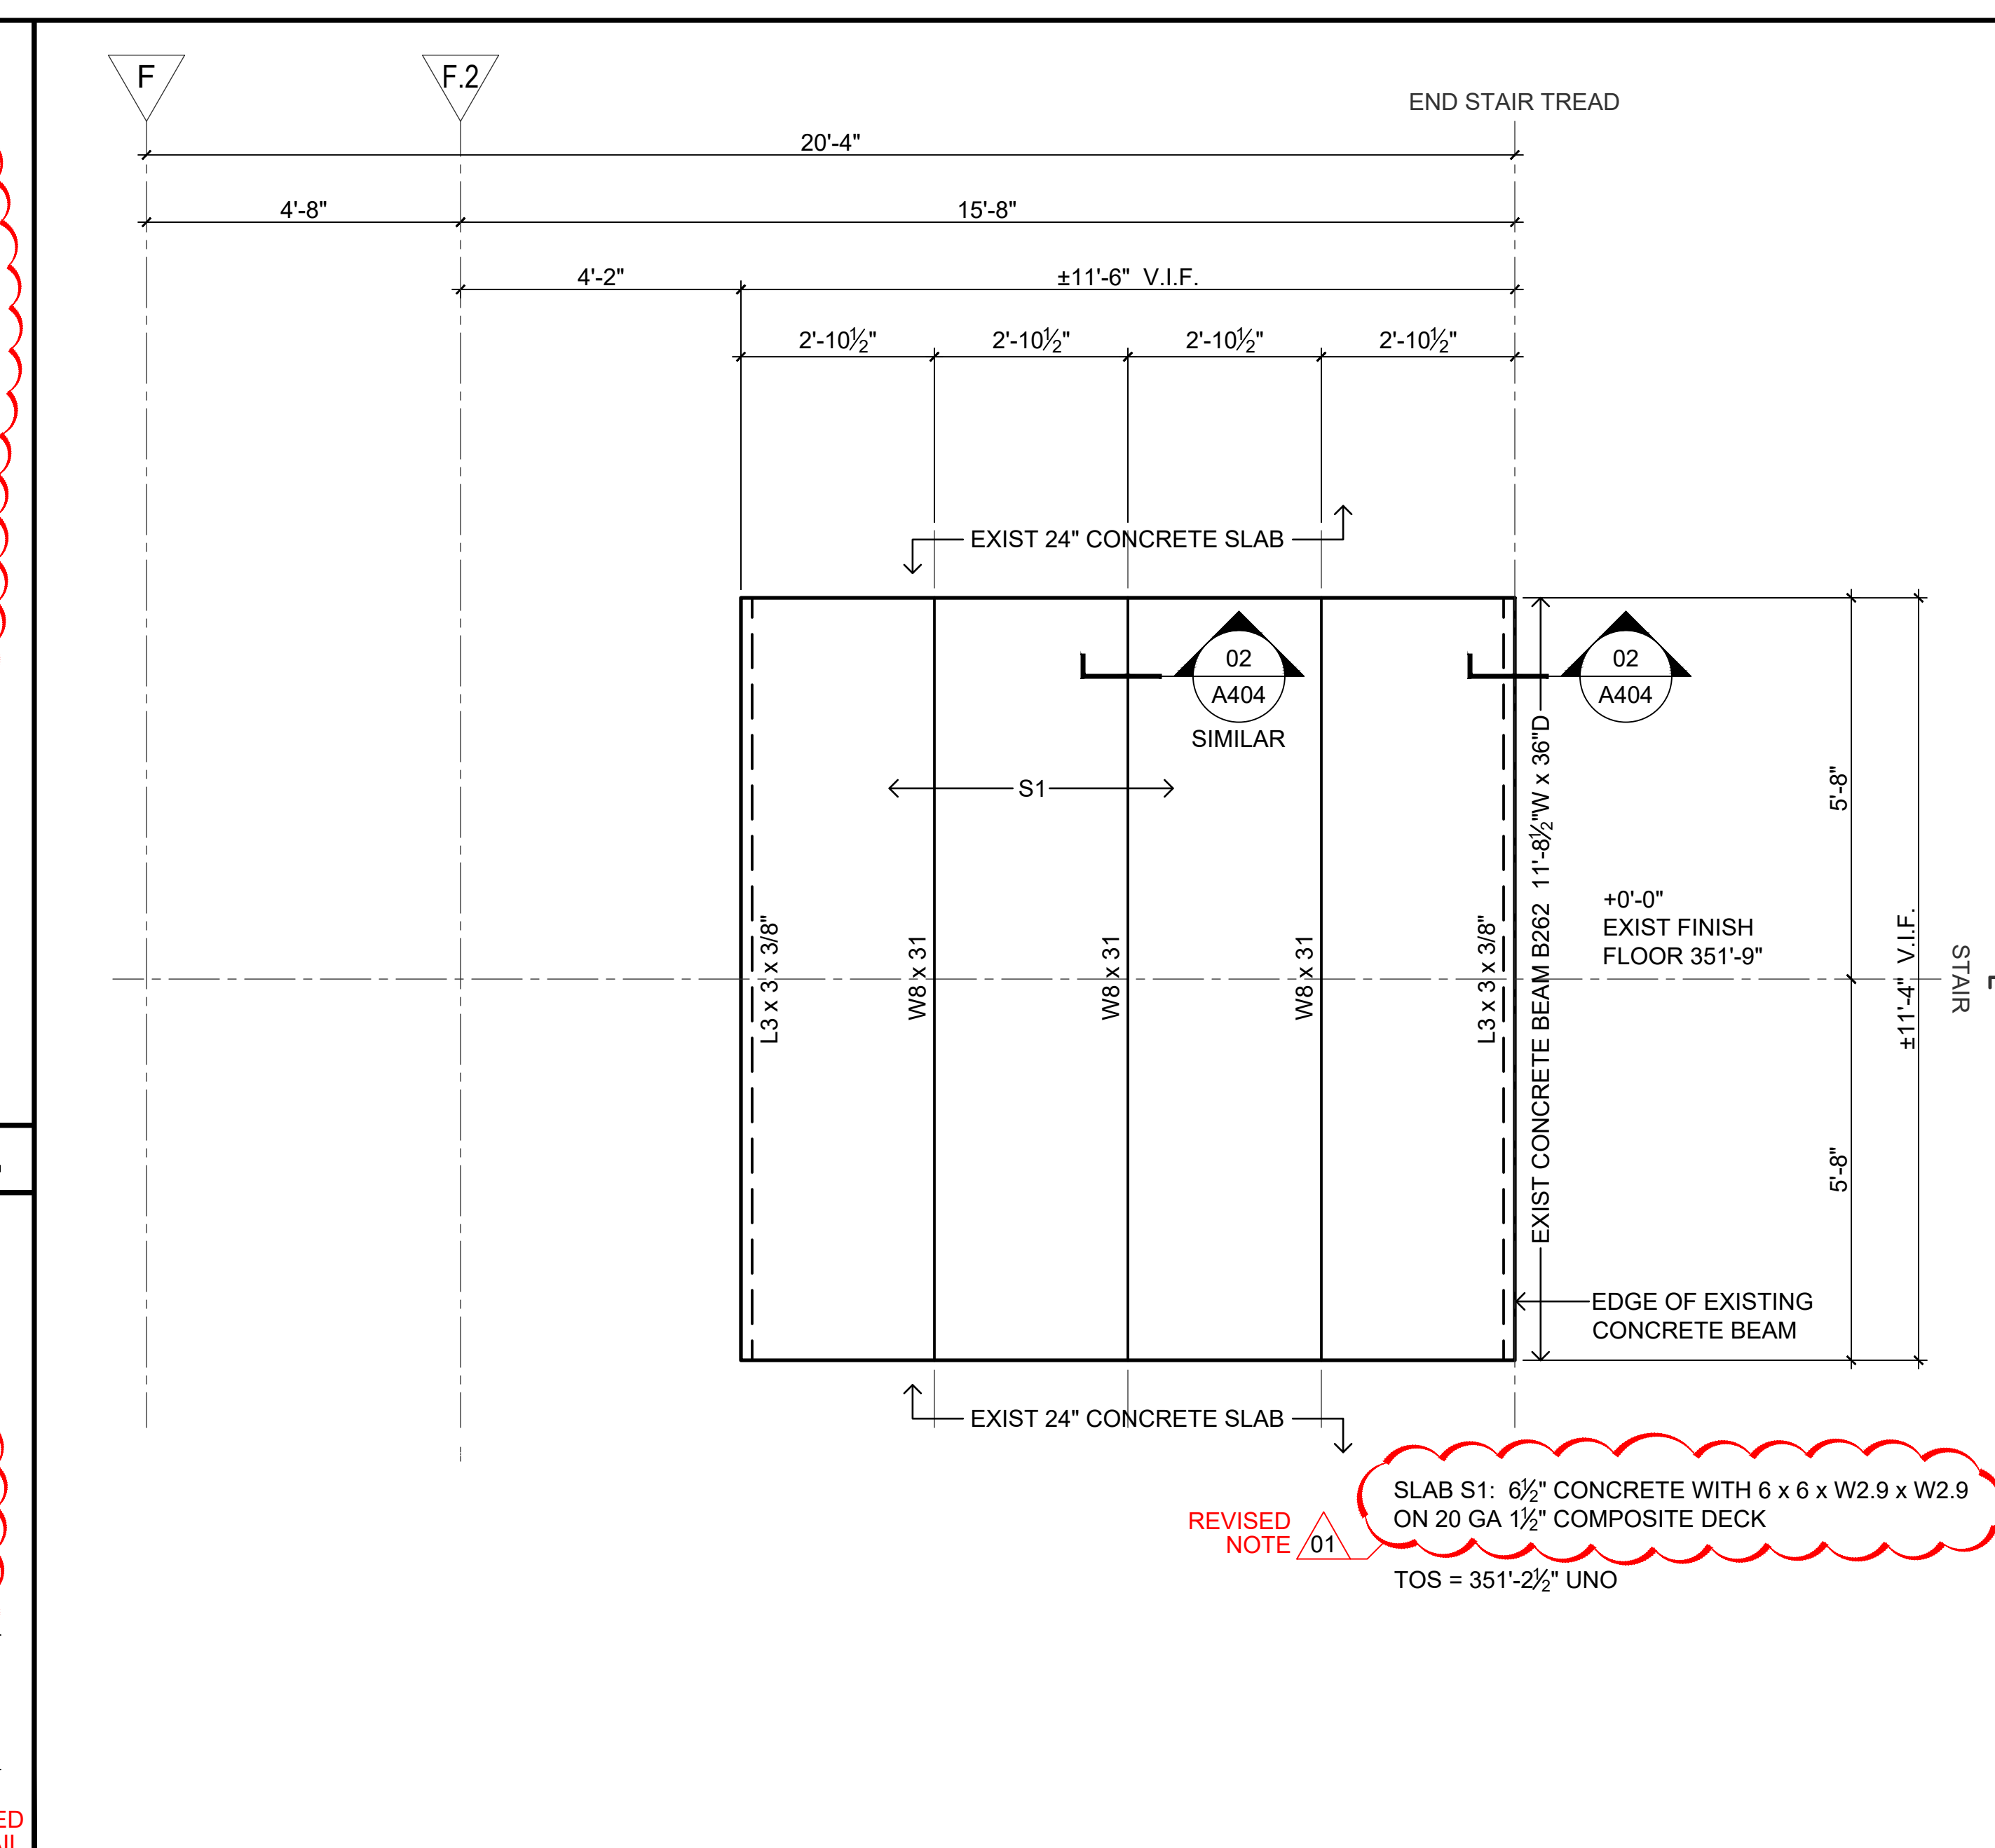 F
F.2
END STAIR TREAD
20'-4"
4'-8"
15'-8"
4'-2"
±11'-6" V.I.F.
2'-10½"
2'-10½"
2'-10½"
2'-10½"
EXIST 24" CONCRETE SLAB
02
A404
SIMILAR
02
A404
S1
L3 x 3 x 3/8"
W8 x 31
W8 x 31
W8 x 31
L3 x 3 x 3/8"
EXIST CONCRETE BEAM B262 11'-8½"W x 36"D
+0'-0"
EXIST FINISH
FLOOR 351'-9"
5'-8"
5'-8"
±11'-4" V.I.F.
STAIR
EDGE OF EXISTING
CONCRETE BEAM
EXIST 24" CONCRETE SLAB
SLAB S1: 6½" CONCRETE WITH 6 x 6 x W2.9 x W2.9
ON 20 GA 1½" COMPOSITE DECK
REVISED
NOTE
01
TOS = 351'-2½" UNO